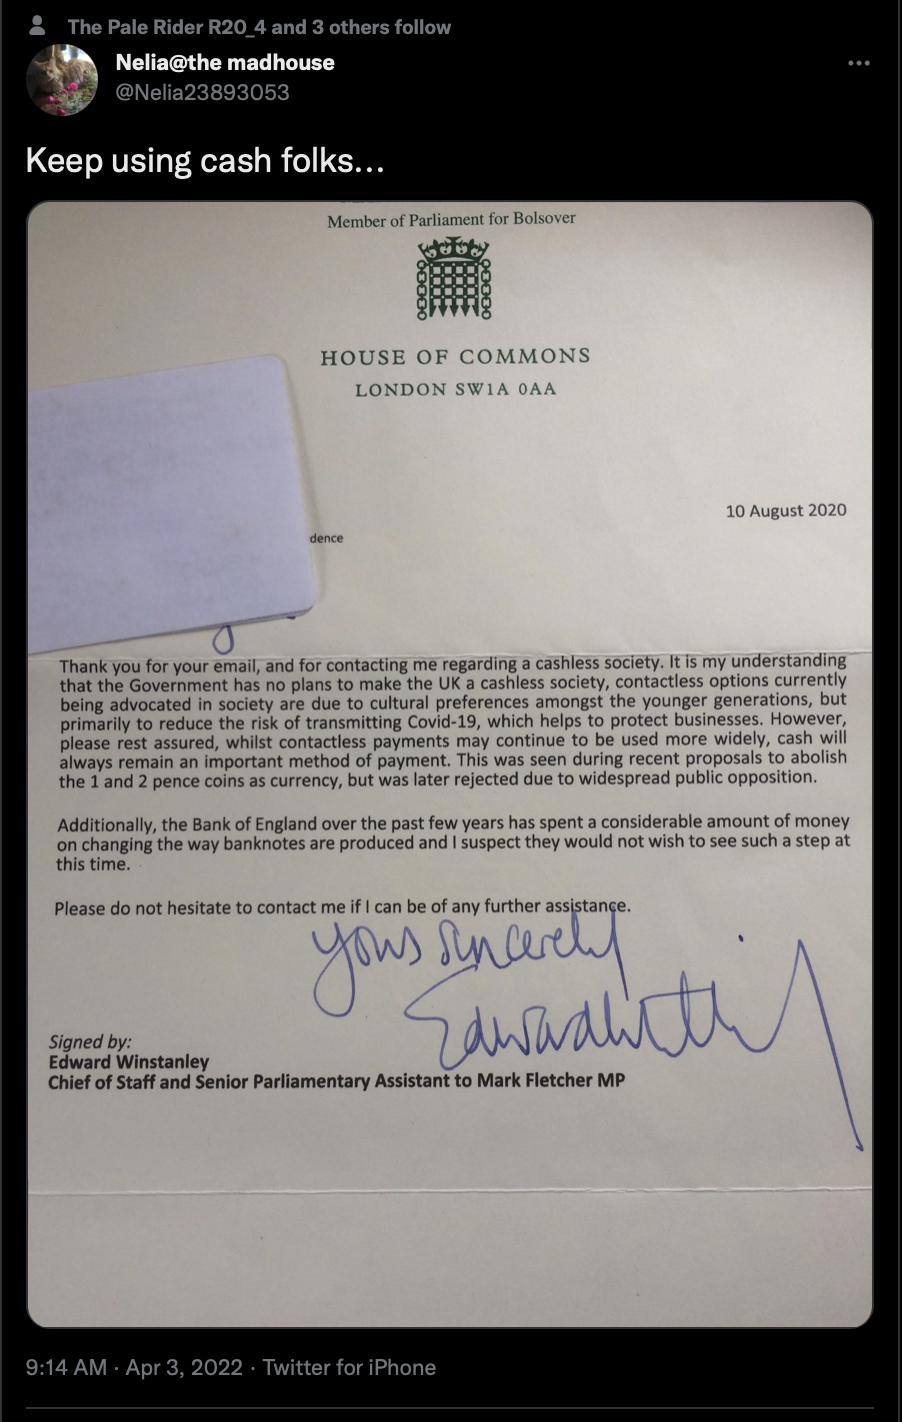 The Pale Rider R20_4 and 3 others follow
Nelia@the madhouse
@Nelia23893053
Keep using cash folks...
Member of Parliament for Bolsover
HOUSE OF COMMONS
LONDON SW1A 0AA
10 August 2020
dence
Thank you for your email, and for contacting me regarding a cashless society. It is my understanding
that the Government has no plans to make the UK a cashless society, contactless options currently
being advocated in society are due to cultural preferences amongst the younger generations, but
primarily to reduce the risk of transmitting Covid-19, which helps to protect businesses. However,
please rest assured, whilst contactless payments may continue to be used more widely, cash will
always remain an important method of payment. This was seen during recent proposals to abolish
the 1 and 2 pence coins as currency, but was later rejected due to widespread public opposition.
Additionally, the Bank of England over the past few years has spent a considerable amount of money
on changing the way banknotes are produced and I suspect they would not wish to see such a step at
this time.
Please do not hesitate to contact me if I can be of any further assistance.
yours sincerely
Signed by:
Edward Winstanley
Chief of Staff and Senior Parliamentary Assistant to Mark Fletcher MP
9:14 AM · Apr 3, 2022 · Twitter for iPhone